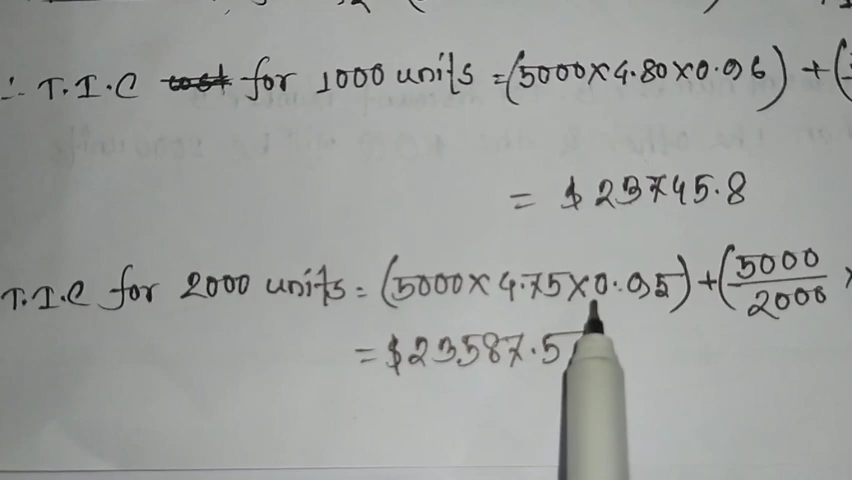 ∴ T.I.C cost for 1000 units = (5000×4.80×0.96) + (
= $23745.8
T.I.C for 2000 units = (5000×4.75×0.95) + (5000/2000 ×
= $23587.5